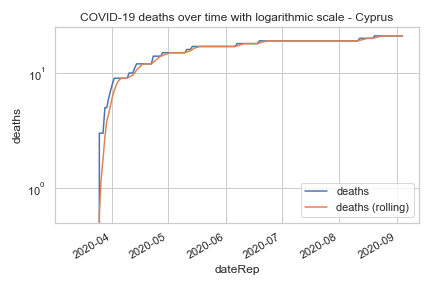 COVID-19 deaths over time with logarithmic scale - Cyprus
deaths
10¹
10⁰
deaths
deaths (rolling)
2020-04
2020-05
2020-06
2020-07
2020-08
2020-09
dateRep